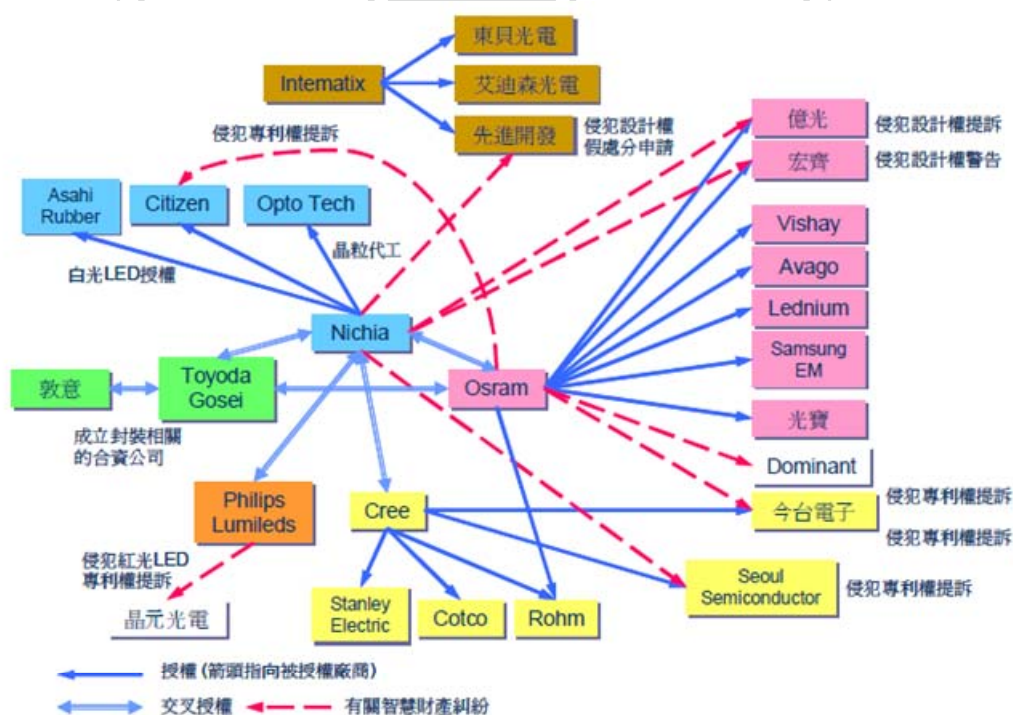 東貝光電
Intematix
艾迪森光電
先進開發
侵犯設計權
假處分申請
侵犯專利權提訴
億光
侵犯設計權提訴
宏齊
侵犯設計權警告
Asahi
Rubber
Citizen
Opto Tech
晶粒代工
白光LED授權
Vishay
Avago
Lednium
Samsung
EM
光寶
Nichia
敦意
Toyoda
Gosei
Osram
成立封裝相關
的合資公司
Dominant
Philips
Lumileds
Cree
今台電子
侵犯專利權提訴
侵犯專利權提訴
侵犯紅光LED
專利權提訴
晶元光電
Stanley
Electric
Cotco
Rohm
Seoul
Semiconductor
侵犯專利權提訴
授權 (箭頭指向被授權廠商)
交叉授權
有關智慧財產糾紛